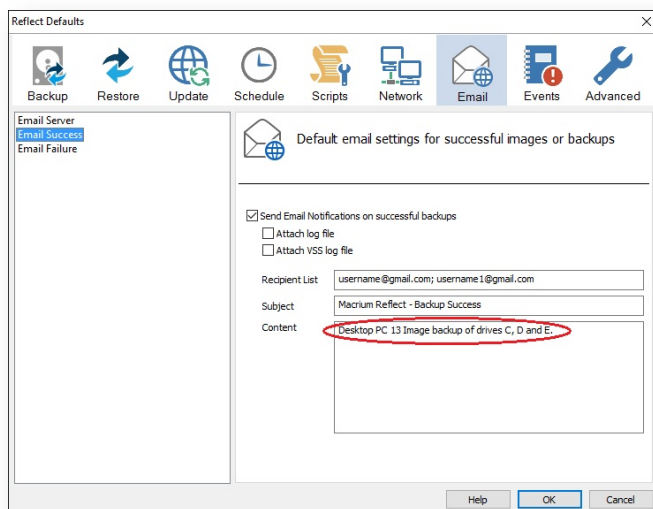 Reflect Defaults
Backup Restore Update Schedule Scripts Network Email Events Advanced
Email Server
Email Success
Email Failure
Default email settings for successful images or backups
Send Email Notifications on successful backups
Attach log file
Attach VSS log file
Recipient List username@gmail.com; username1@gmail.com
Subject Macrium Reflect - Backup Success
Content Desktop PC 13 Image backup of drives C, D and E.
Help OK Cancel